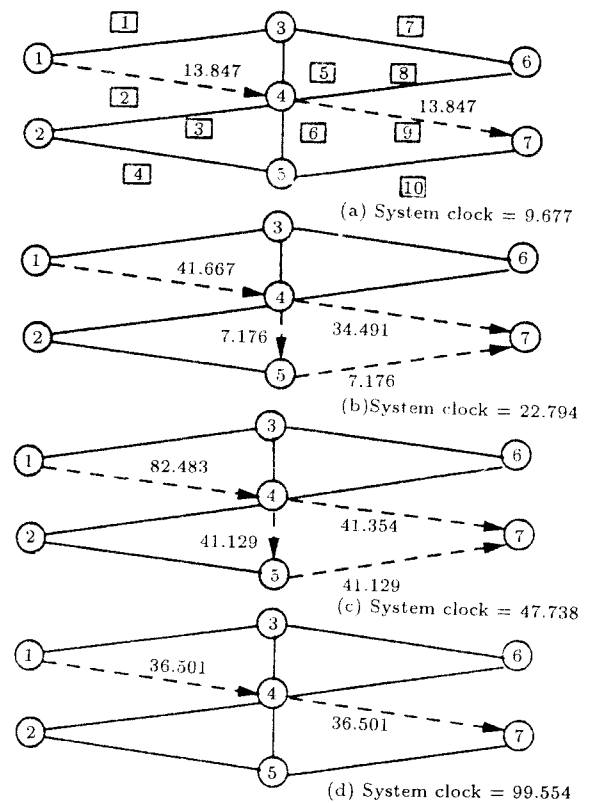 1 3 7
1 6
13.847 5 8
2 4 13.847
2 3 6 9 7
4 5
10
(a) System clock = 9.677
3
1 41.667 6
4
2 7.176 34.491 7
5 7.176
(b)System clock = 22.794
3
1 82.483 6
4
2 41.129 41.354 7
5 41.129
(c) System clock = 47.738
3
1 36.501 6
4
2 36.501 7
5
(d) System clock = 99.554